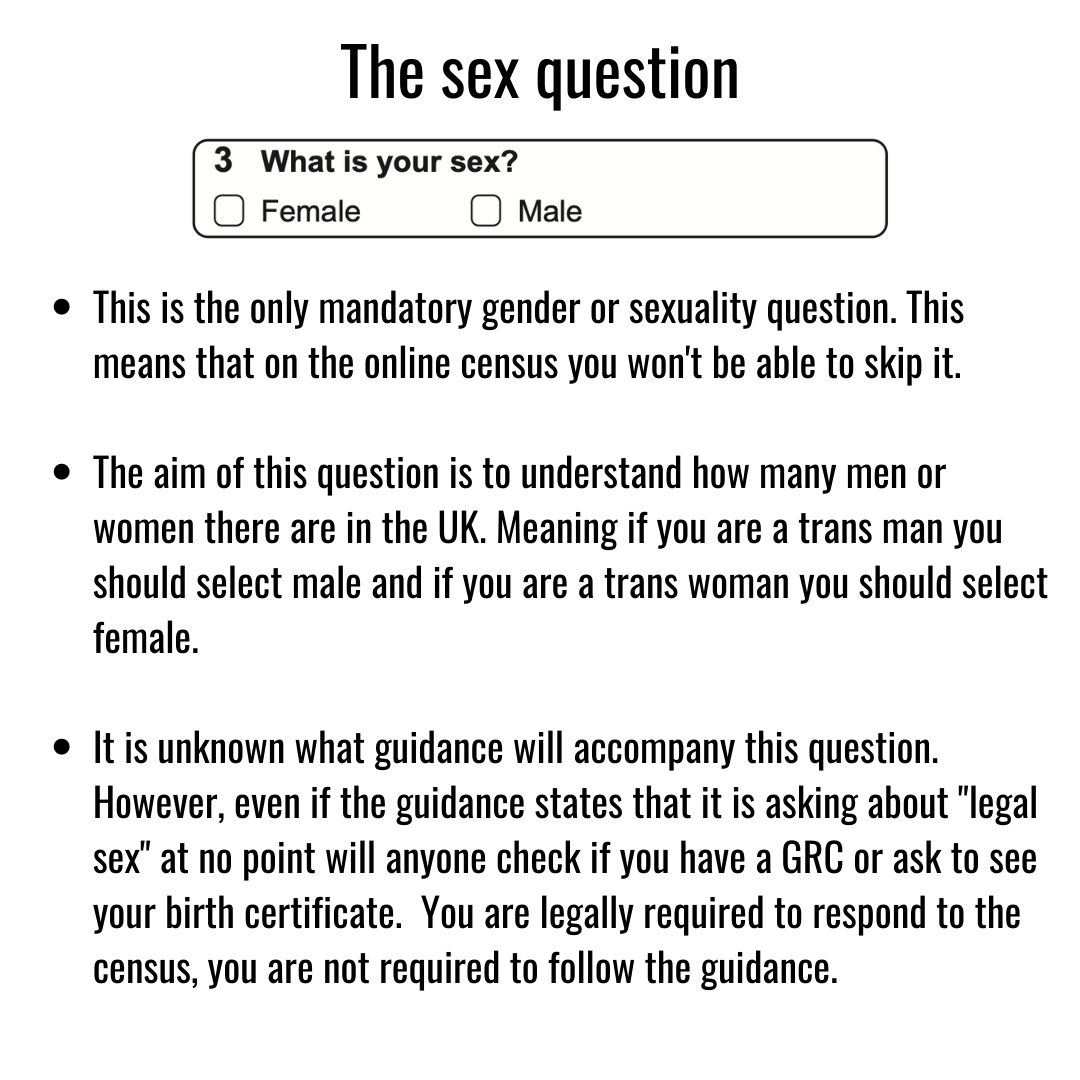 The sex question
3 What is your sex?
Female Male
This is the only mandatory gender or sexuality question. This
means that on the online census you won't be able to skip it.
The aim of this question is to understand how many men or
women there are in the UK. Meaning if you are a trans man you
should select male and if you are a trans woman you should select
female.
It is unknown what guidance will accompany this question.
However, even if the guidance states that it is asking about "legal
sex" at no point will anyone check if you have a GRC or ask to see
your birth certificate.  You are legally required to respond to the
census, you are not required to follow the guidance.